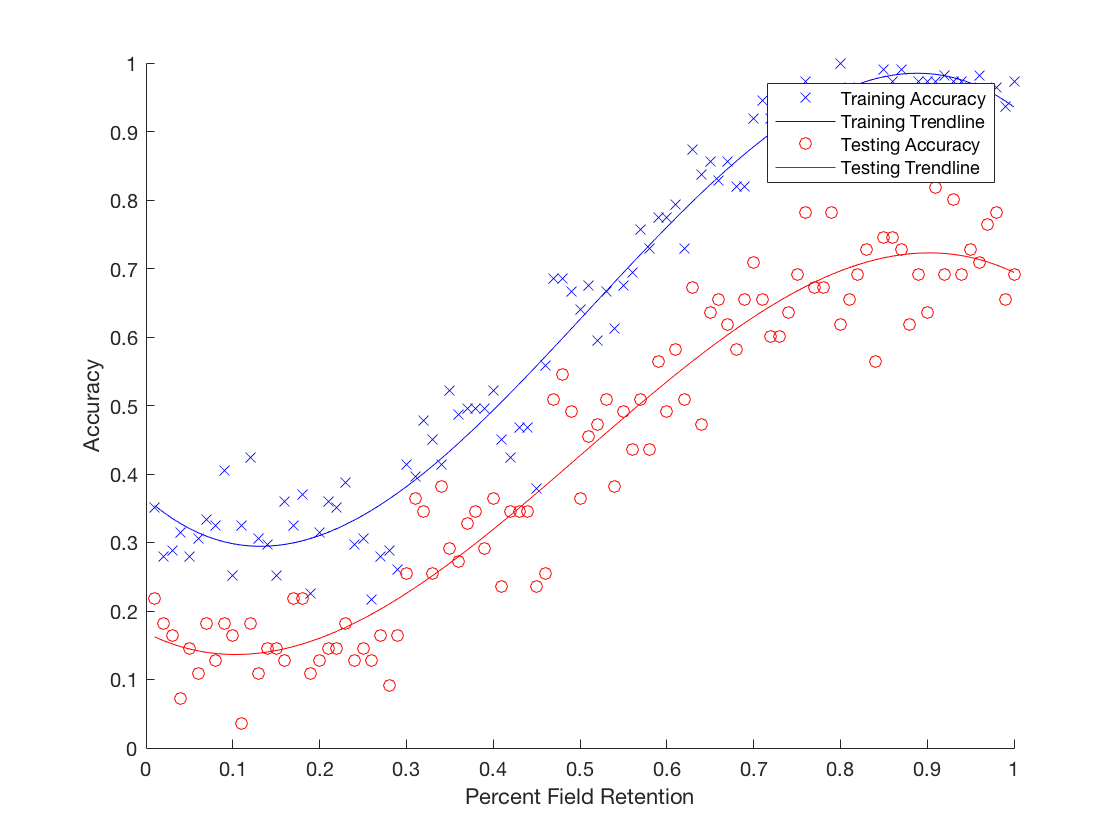 1
0.9
0.8
0.7
0.6
0.5
0.4
0.3
0.2
0.1
0
Accuracy
Training Accuracy
Training Trendline
Testing Accuracy
Testing Trendline
0 0.1 0.2 0.3 0.4 0.5 0.6 0.7 0.8 0.9 1
Percent Field Retention